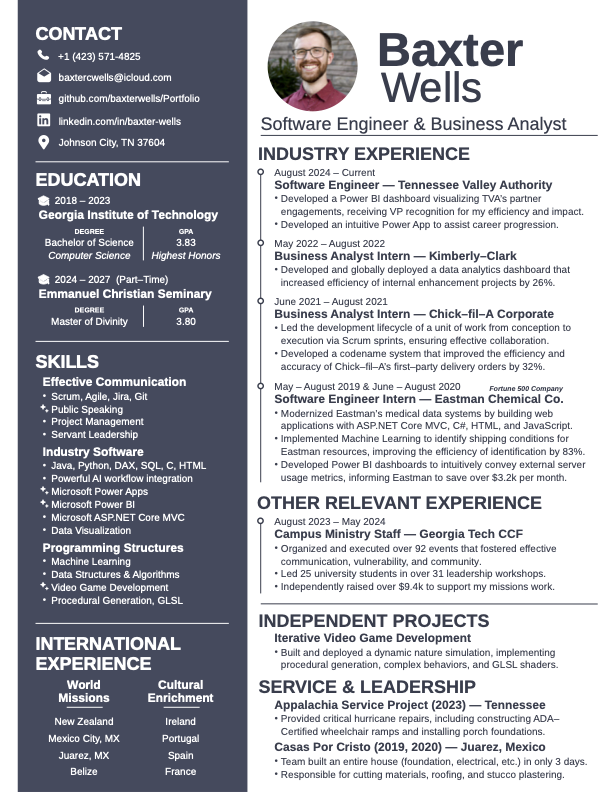 CONTACT
+1 (423) 571-4825
baxtercwells@icloud.com
github.com/baxterwells/Portfolio
linkedin.com/in/baxter-wells
Johnson City, TN 37604
EDUCATION
2018 – 2023
Georgia Institute of Technology
DEGREE GPA
Bachelor of Science 3.83
Computer Science Highest Honors
2024 – 2027 (Part–Time)
Emmanuel Christian Seminary
DEGREE GPA
Master of Divinity 3.80
SKILLS
Effective Communication
• Scrum, Agile, Jira, Git
Public Speaking
• Project Management
• Servant Leadership
Industry Software
• Java, Python, DAX, SQL, C, HTML
• Powerful AI workflow integration
Microsoft Power Apps
Microsoft Power BI
• Microsoft ASP.NET Core MVC
• Data Visualization
Programming Structures
• Machine Learning
• Data Structures & Algorithms
Video Game Development
• Procedural Generation, GLSL
INTERNATIONAL
EXPERIENCE
World Cultural
Missions Enrichment
New Zealand Ireland
Mexico City, MX Portugal
Juarez, MX Spain
Belize France
Baxter
Wells
Software Engineer & Business Analyst
INDUSTRY EXPERIENCE
August 2024 – Current
Software Engineer — Tennessee Valley Authority
• Developed a Power BI dashboard visualizing TVA's partner
engagements, receiving VP recognition for my efficiency and impact.
• Developed an intuitive Power App to assist career progression.
May 2022 – August 2022
Business Analyst Intern — Kimberly–Clark
• Developed and globally deployed a data analytics dashboard that
increased efficiency of internal enhancement projects by 26%.
June 2021 – August 2021
Business Analyst Intern — Chick–fil–A Corporate
• Led the development lifecycle of a unit of work from conception to
execution via Scrum sprints, ensuring effective collaboration.
• Developed a codename system that improved the efficiency and
accuracy of Chick–fil–A's first–party delivery orders by 32%.
May – August 2019 & June – August 2020 Fortune 500 Company
Software Engineer Intern — Eastman Chemical Co.
• Modernized Eastman's medical data systems by building web
applications with ASP.NET Core MVC, C#, HTML, and JavaScript.
• Implemented Machine Learning to identify shipping conditions for
Eastman resources, improving the efficiency of identification by 83%.
• Developed Power BI dashboards to intuitively convey external server
usage metrics, informing Eastman to save over $3.2k per month.
OTHER RELEVANT EXPERIENCE
August 2023 – May 2024
Campus Ministry Staff — Georgia Tech CCF
• Organized and executed over 92 events that fostered effective
communication, vulnerability, and community.
• Led 25 university students in over 31 leadership workshops.
• Independently raised over $9.4k to support my missions work.
INDEPENDENT PROJECTS
Iterative Video Game Development
• Built and deployed a dynamic nature simulation, implementing
procedural generation, complex behaviors, and GLSL shaders.
SERVICE & LEADERSHIP
Appalachia Service Project (2023) — Tennessee
• Provided critical hurricane repairs, including constructing ADA–
Certified wheelchair ramps and installing porch foundations.
Casas Por Cristo (2019, 2020) — Juarez, Mexico
• Team built an entire house (foundation, electrical, etc.) in only 3 days.
• Responsible for cutting materials, roofing, and stucco plastering.